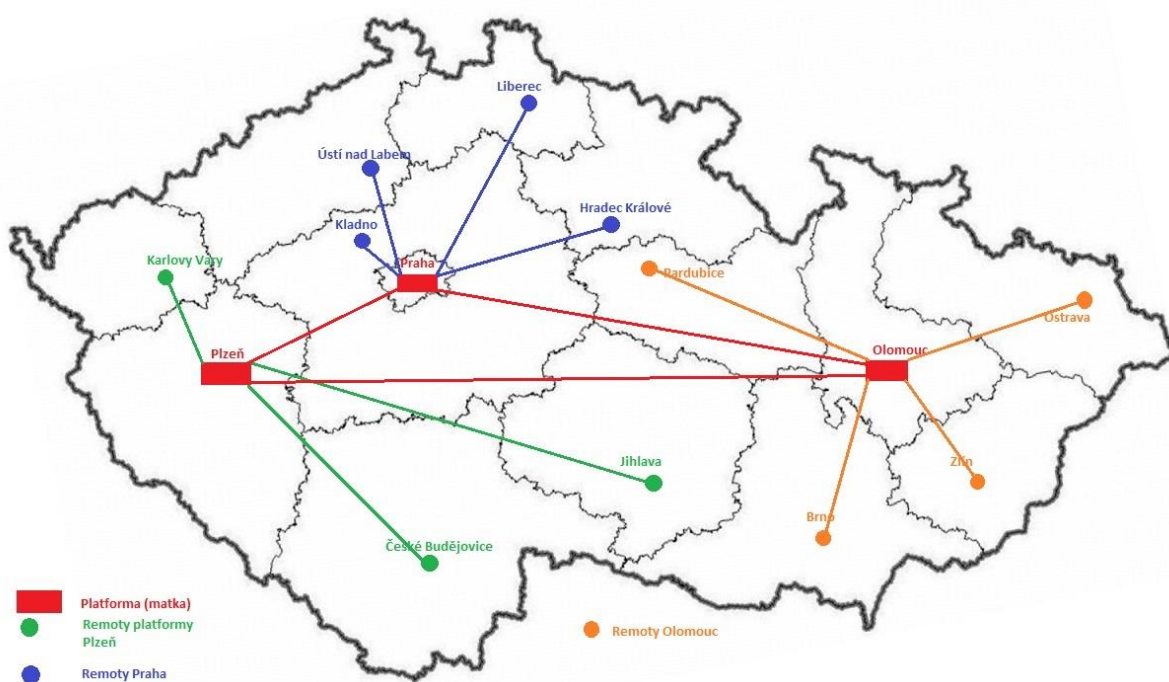 Liberec
Ústí nad Labem
Hradec Králové
Kladno
Karlovy Vary
Praha
Pardubice
Ostrava
Plzeň
Olomouc
Jihlava
Zlín
Brno
České Budějovice
Platforma (matka)
Remoty platformy
Plzeň
Remoty Olomouc
Remoty Praha